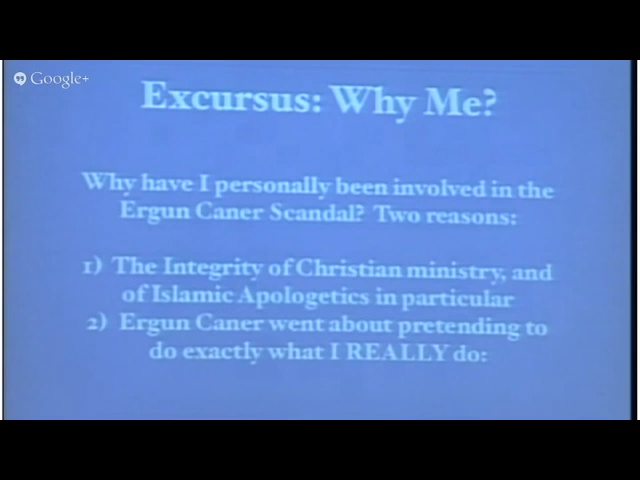 Google+
Excursus: Why Me?
Why have I personally been involved in the
Ergun Caner Scandal? Two reasons:
1) The Integrity of Christian ministry, and
of Islamic Apologetics in particular
2) Ergun Caner went about pretending to
do exactly what I REALLY do: